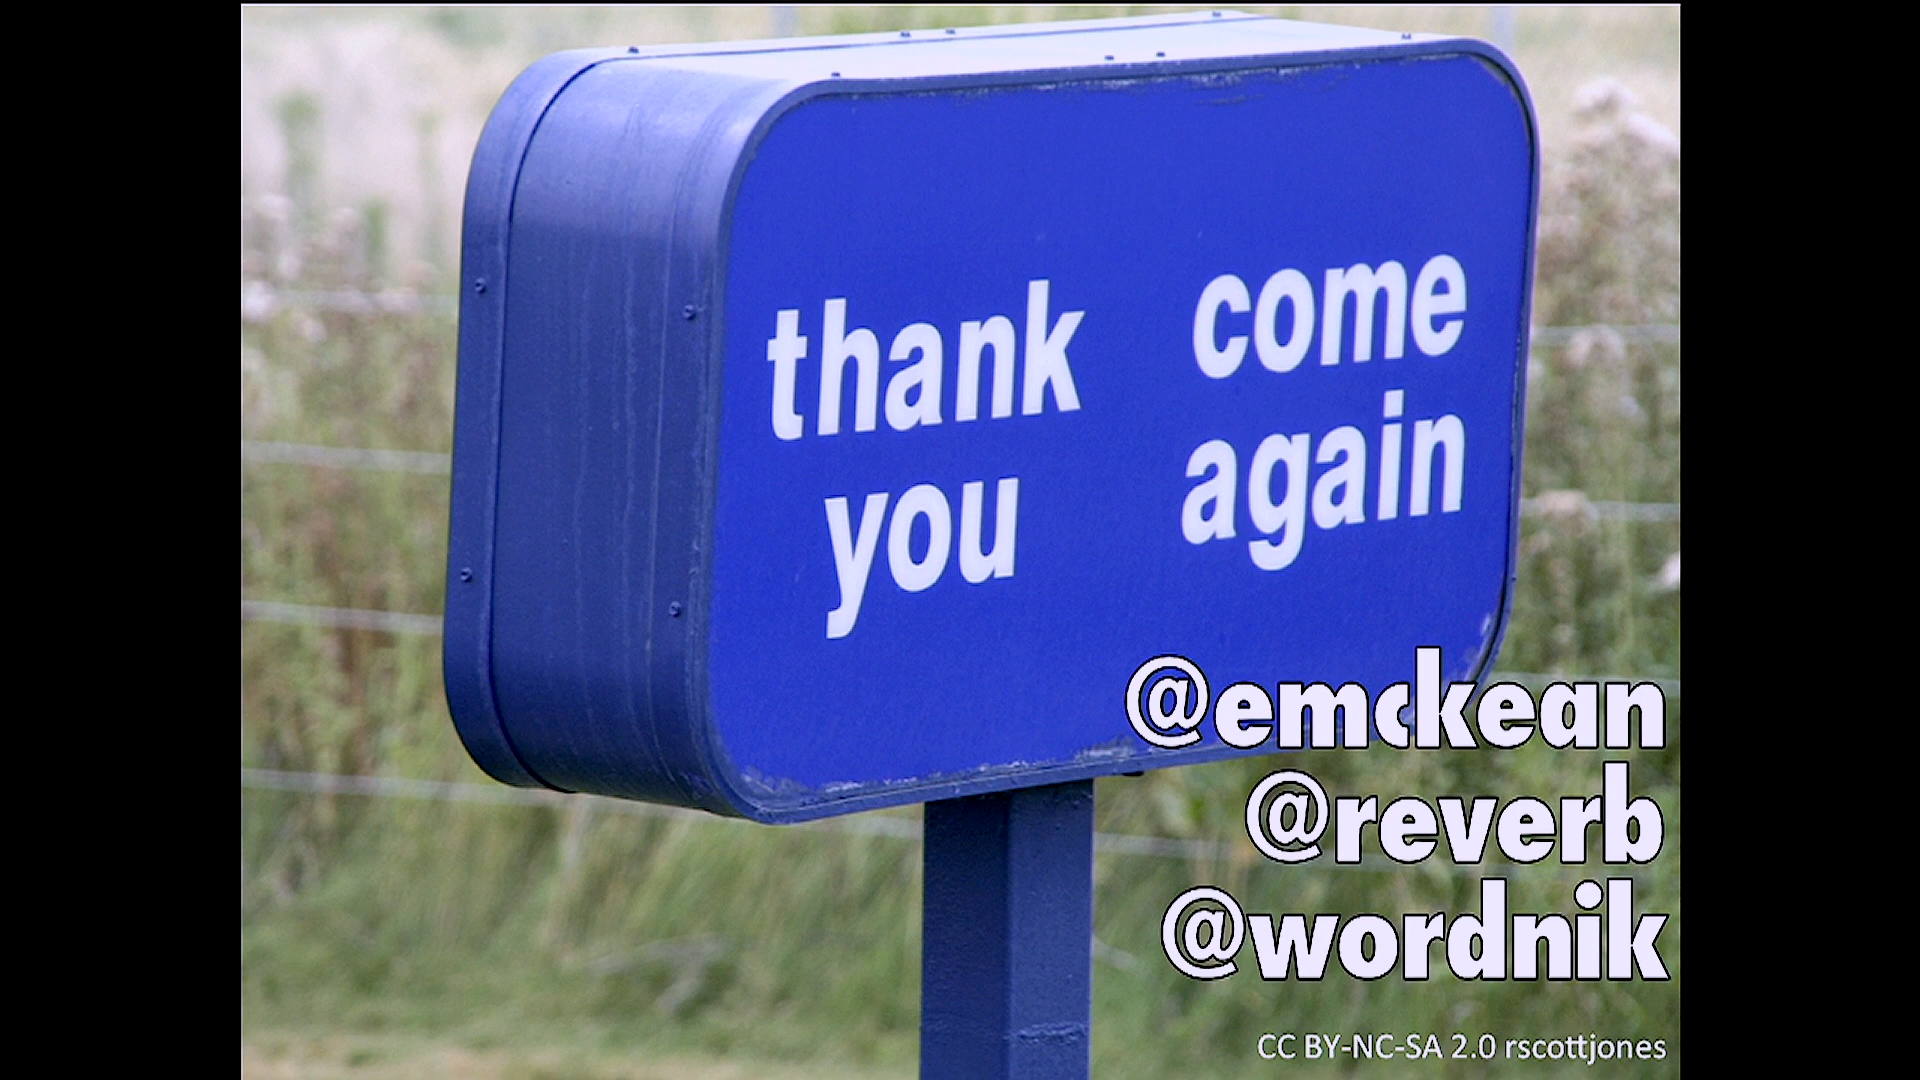 thank
you
come
again
@emckean
@reverb
@wordnik
CC BY-NC-SA 2.0 rscottjones